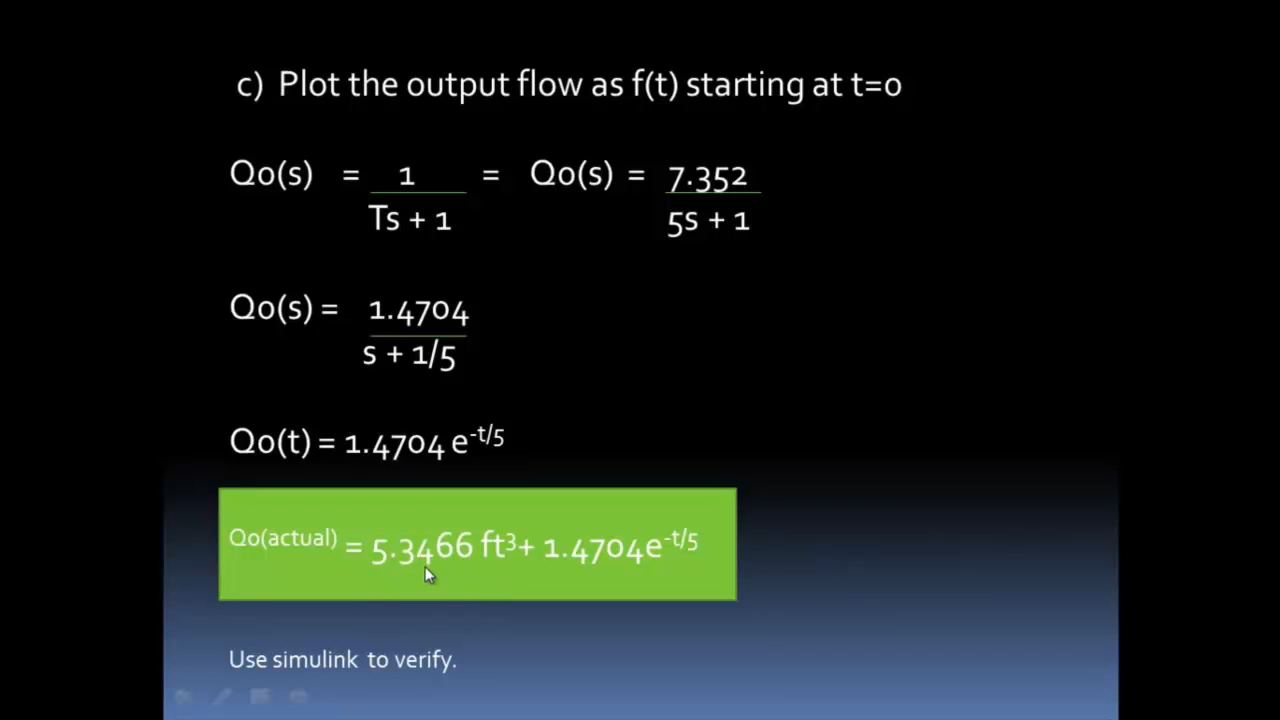 c) Plot the output flow as f(t) starting at t=0
Qo(s) = 1 = Qo(s) = 7.352
Ts + 1 5s + 1
Qo(s) = 1.4704
s + 1/5
Qo(t) = 1.4704 e-t/5
Qo(actual) = 5.3466 ft3+ 1.4704e-t/5
Use simulink to verify.